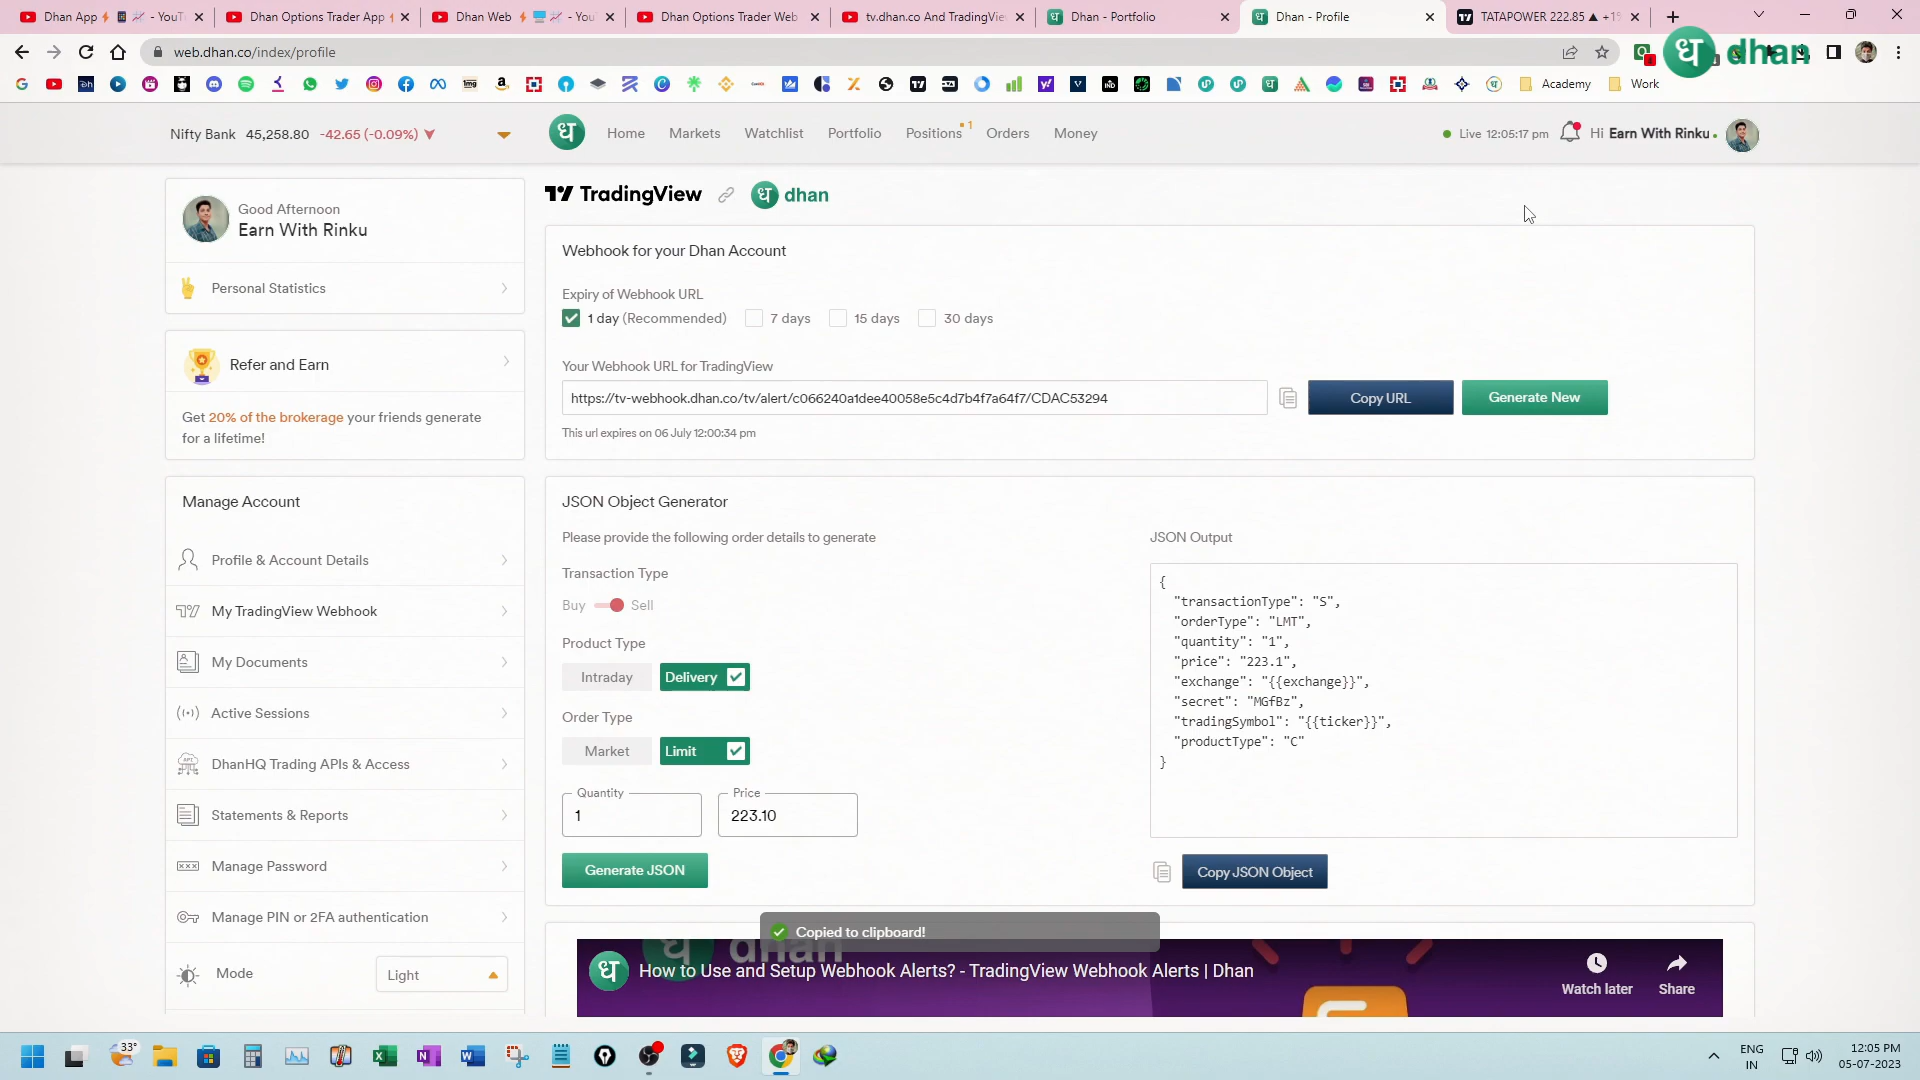 Dhan App
YouT
Dhan Options Trader App
Dhan Web
You
Dhan Options Trader Web
tv.dhan.co And TradingVie
Dhan - Portfolio
Dhan - Profile
TATAPOWER 222.85 ▲ +1
web.dhan.co/index/profile
ध dhan
Academy
Work
Nifty Bank 45,258.80 -42.65 (-0.09%)
ध
Home
Markets
Watchlist
Portfolio
Positions 1
Orders
Money
Live 12:05:17 pm
Hi Earn With Rinku
Good Afternoon
Earn With Rinku
Personal Statistics
Refer and Earn
Get 20% of the brokerage your friends generate
for a lifetime!
Manage Account
Profile & Account Details
My TradingView Webhook
My Documents
Active Sessions
DhanHQ Trading APIs & Access
Statements & Reports
Manage Password
Manage PIN or 2FA authentication
Mode
Light
TradingView ध dhan
Webhook for your Dhan Account
Expiry of Webhook URL
1 day (Recommended) 7 days 15 days 30 days
Your Webhook URL for TradingView
https://tv-webhook.dhan.co/tv/alert/c066240a1dee40058e5c4d7b4f7a64f7/CDAC53294
Copy URL
Generate New
This url expires on 06 July 12:00:34 pm
JSON Object Generator
Please provide the following order details to generate
Transaction Type
Buy Sell
Product Type
Intraday Delivery
Order Type
Market Limit
Quantity
1
Price
223.10
Generate JSON
JSON Output
{
"transactionType": "S",
"orderType": "LMT",
"quantity": "1",
"price": "223.1",
"exchange": "{{exchange}}",
"secret": "MGfBz",
"tradingSymbol": "{{ticker}}",
"productType": "C"
}
Copy JSON Object
Copied to clipboard!
ध dhan
ध How to Use and Setup Webhook Alerts? - TradingView Webhook Alerts | Dhan
Watch later
Share
33°
ENG
IN
12:05 PM
05-07-2023